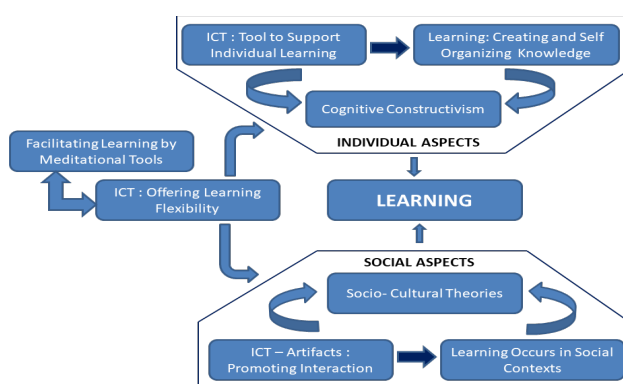 ICT : Tool to Support
Individual Learning
Learning: Creating and Self
Organizing Knowledge
Cognitive Constructivism
INDIVIDUAL ASPECTS
Facilitating Learning by
Meditational Tools
ICT : Offering Learning
Flexibility
LEARNING
SOCIAL ASPECTS
Socio- Cultural Theories
ICT – Artifacts :
Promoting Interaction
Learning Occurs in Social
Contexts